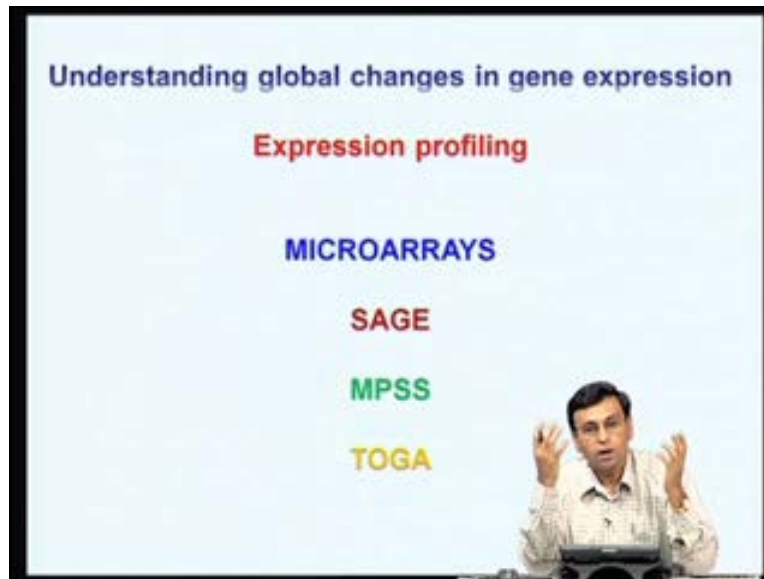 Understanding global changes in gene expression
Expression profiling
MICROARRAYS
SAGE
MPSS
TOGA